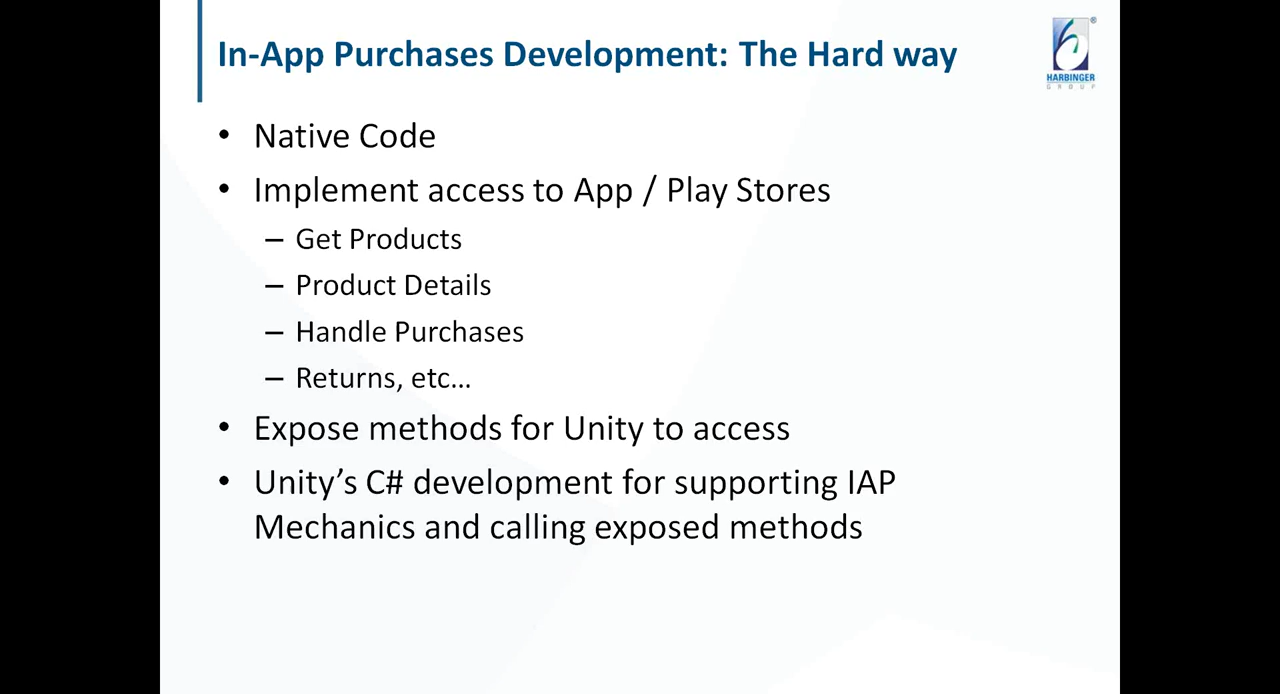 In-App Purchases Development: The Hard way
HARBINGER
GROUP
• Native Code
• Implement access to App / Play Stores
– Get Products
– Product Details
– Handle Purchases
– Returns, etc…
• Expose methods for Unity to access
• Unity’s C# development for supporting IAP
Mechanics and calling exposed methods